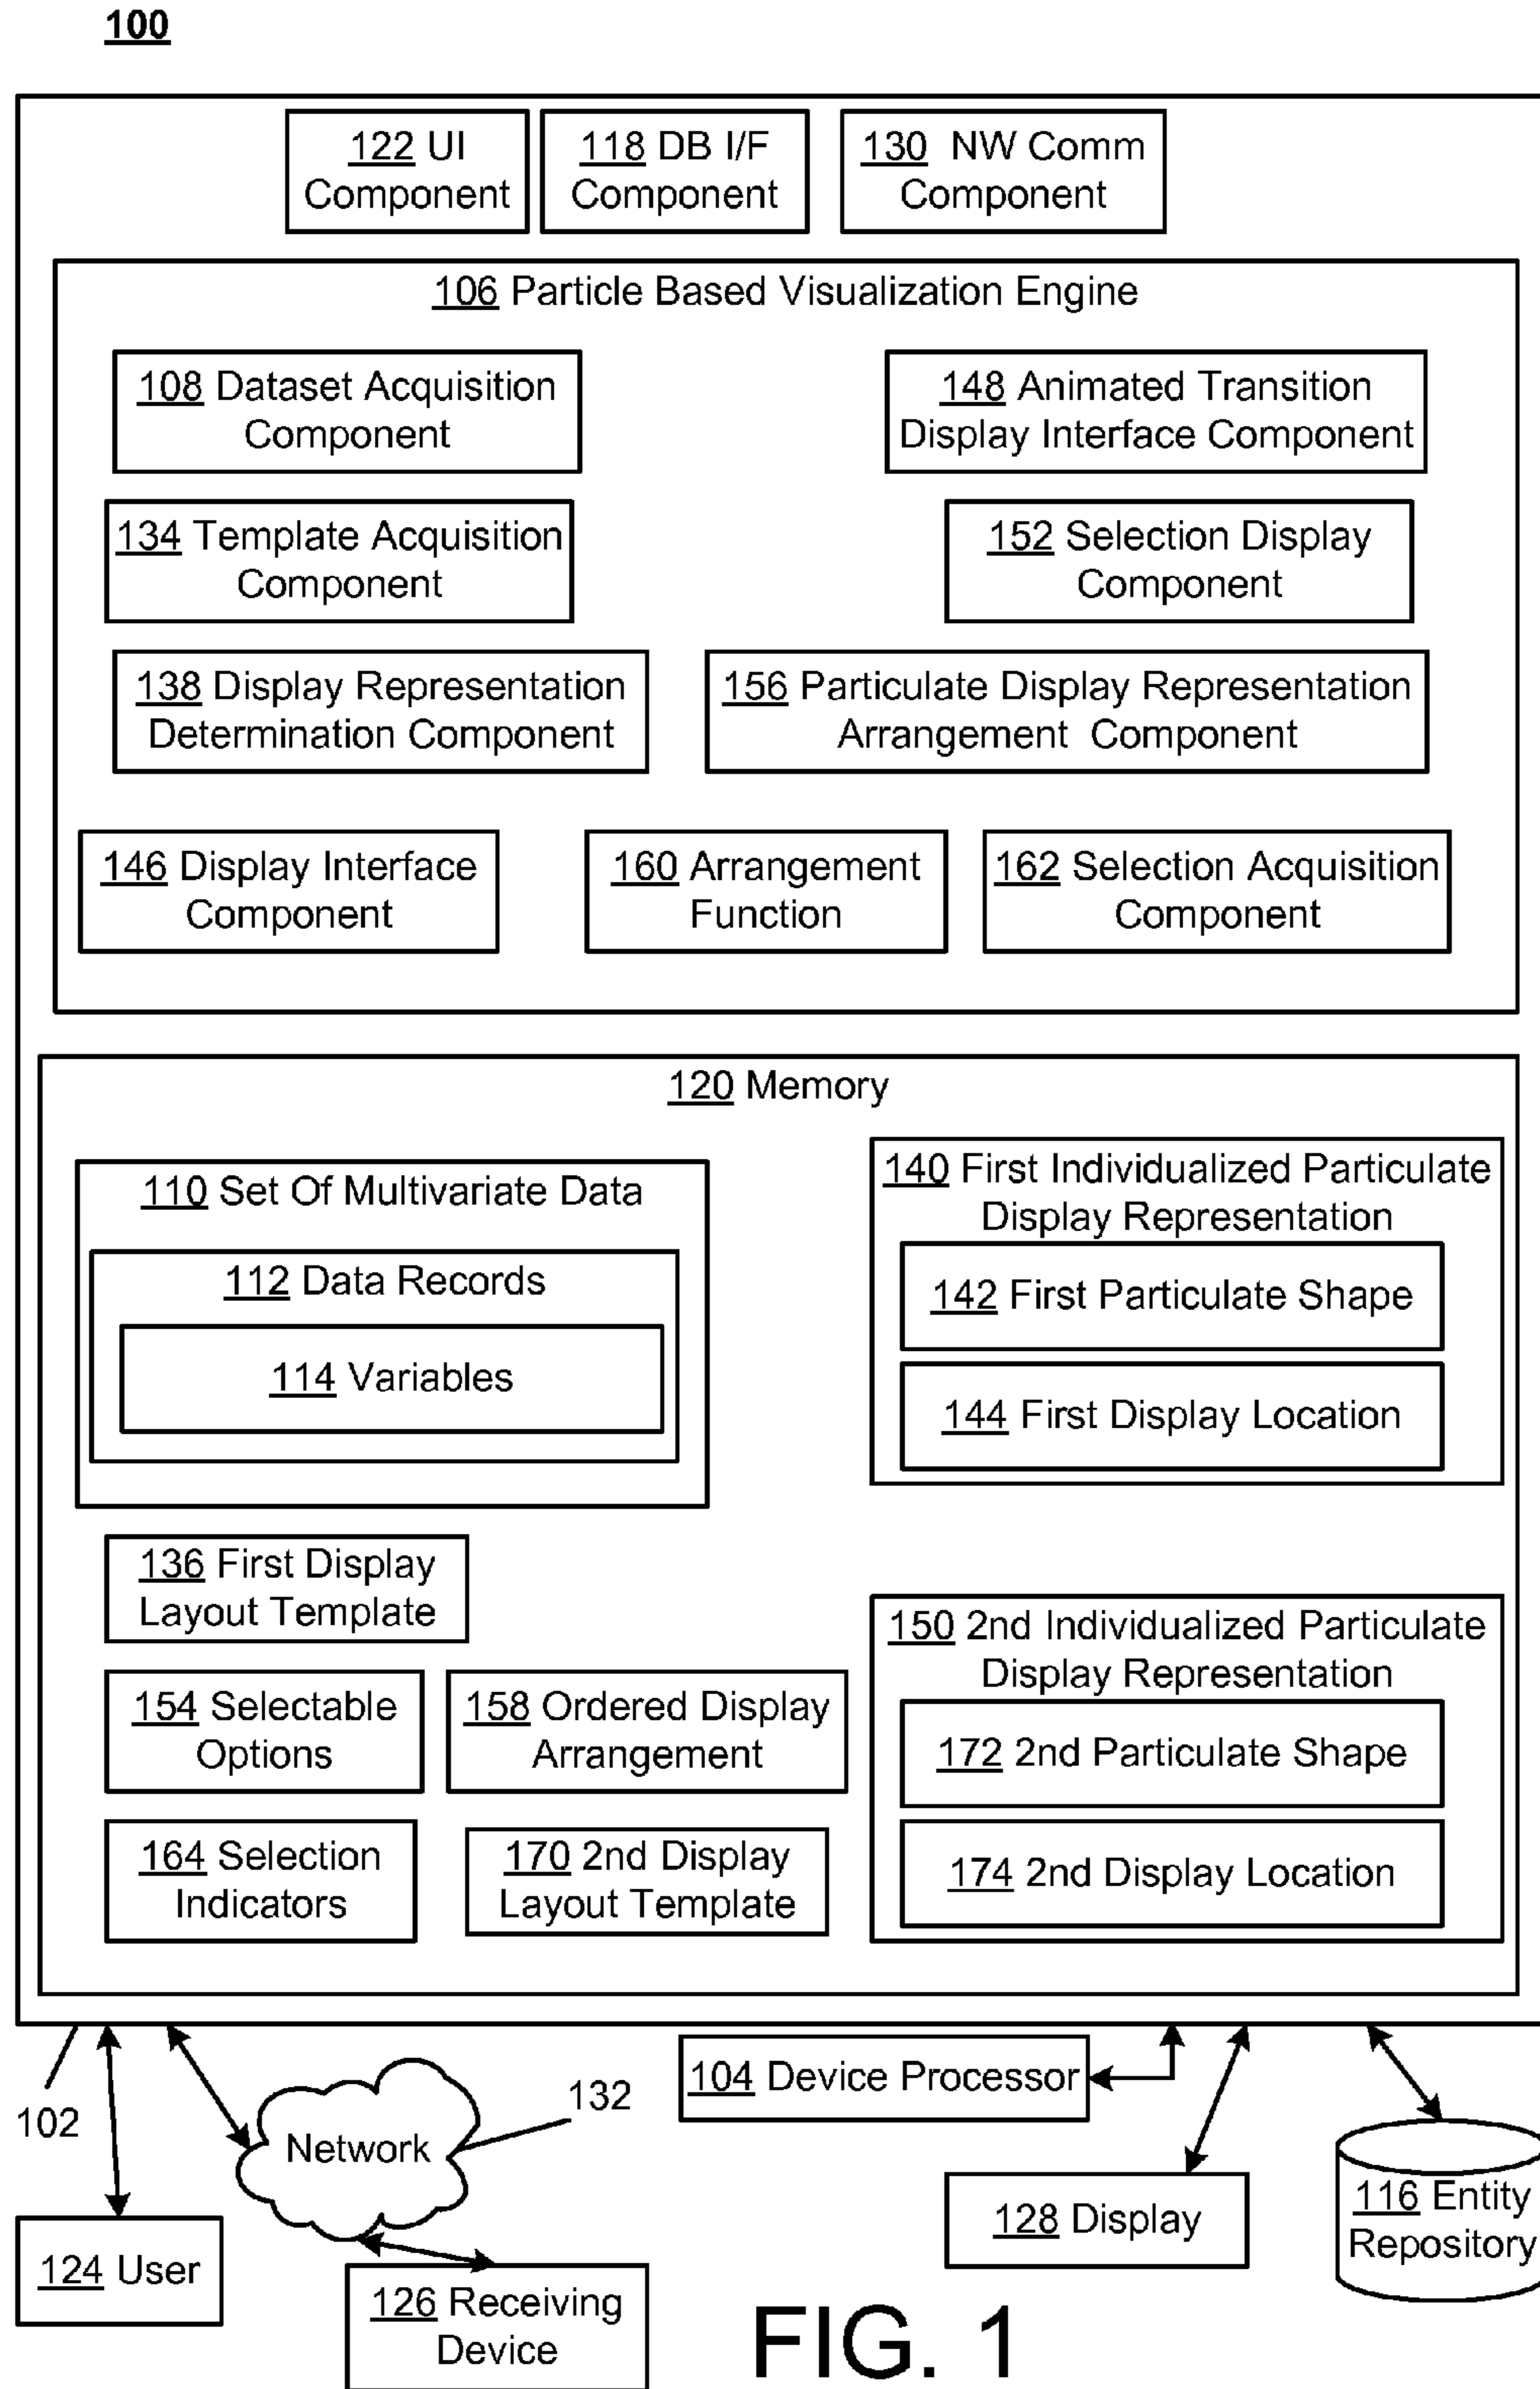 100
122 UI
Component
118 DB I/F
Component
130 NW Comm
Component
106 Particle Based Visualization Engine
108 Dataset Acquisition
Component
148 Animated Transition
Display Interface Component
134 Template Acquisition
Component
152 Selection Display
Component
138 Display Representation
Determination Component
156 Particulate Display Representation
Arrangement Component
146 Display Interface
Component
160 Arrangement
Function
162 Selection Acquisition
Component
120 Memory
110 Set Of Multivariate Data
112 Data Records
114 Variables
140 First Individualized Particulate
Display Representation
142 First Particulate Shape
144 First Display Location
136 First Display
Layout Template
154 Selectable
Options
158 Ordered Display
Arrangement
164 Selection
Indicators
170 2nd Display
Layout Template
150 2nd Individualized Particulate
Display Representation
172 2nd Particulate Shape
174 2nd Display Location
102
Network
132
104 Device Processor
124 User
126 Receiving
Device
128 Display
116 Entity
Repository
FIG. 1